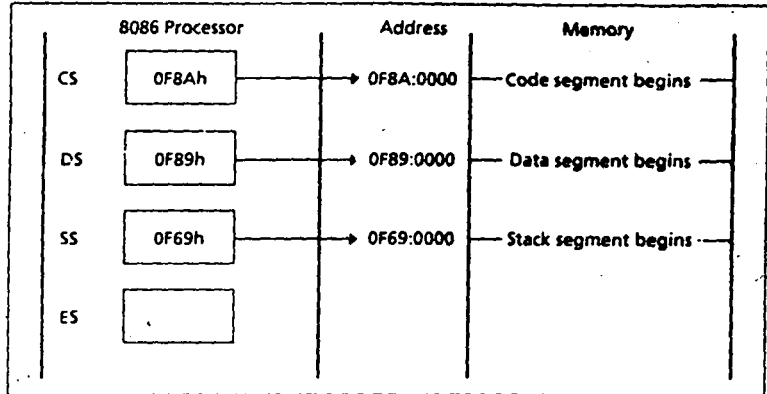 8086 Processor Address Memory
CS 0F8Ah 0F8A:0000 Code segment begins
DS 0F89h 0F89:0000 Data segment begins
SS 0F69h 0F69:0000 Stack segment begins
ES